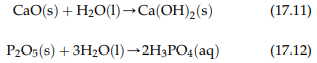 CaO(s) + H₂O(l) → Ca(OH)₂(s) (17.11)
P₂O₅(s) + 3H₂O(l) → 2H₃PO₄(aq) (17.12)